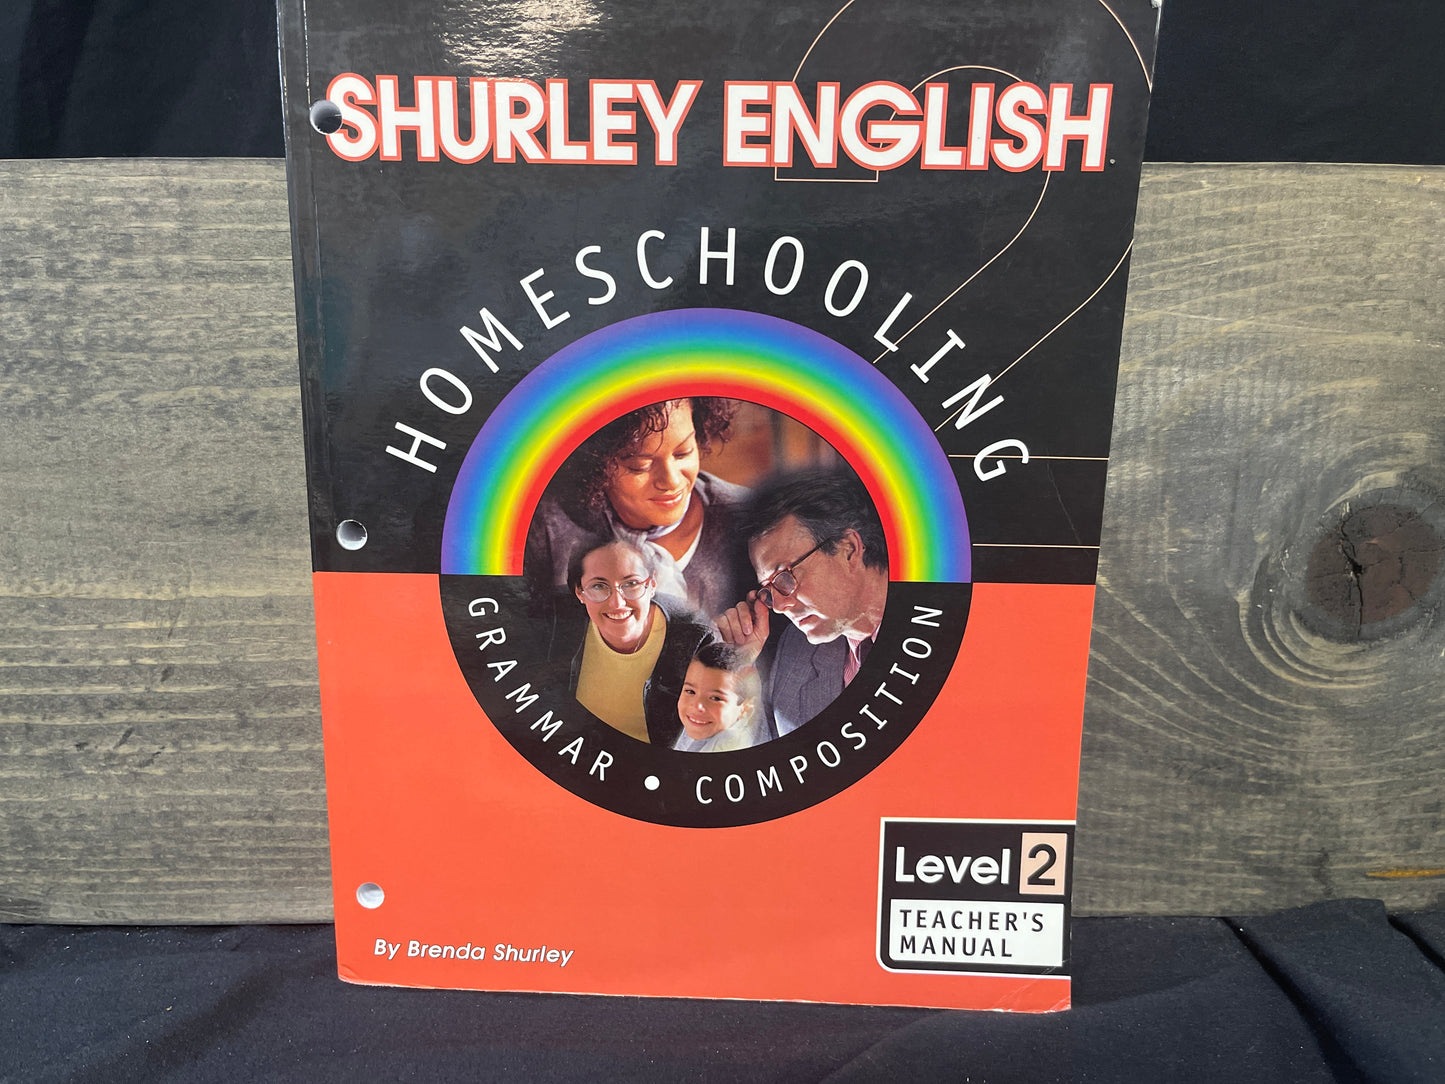 SHURLEY ENGLISH
HOMESCHOOLING
GRAMMAR • COMPOSITION
Level 2
TEACHER'S
MANUAL
By Brenda Shurley